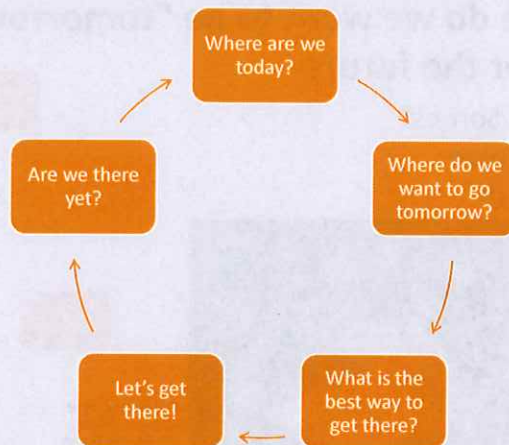 Where are we
today?
Where do we
want to go
tomorrow?
What is the
best way to
get there?
Let's get
there!
Are we there
yet?